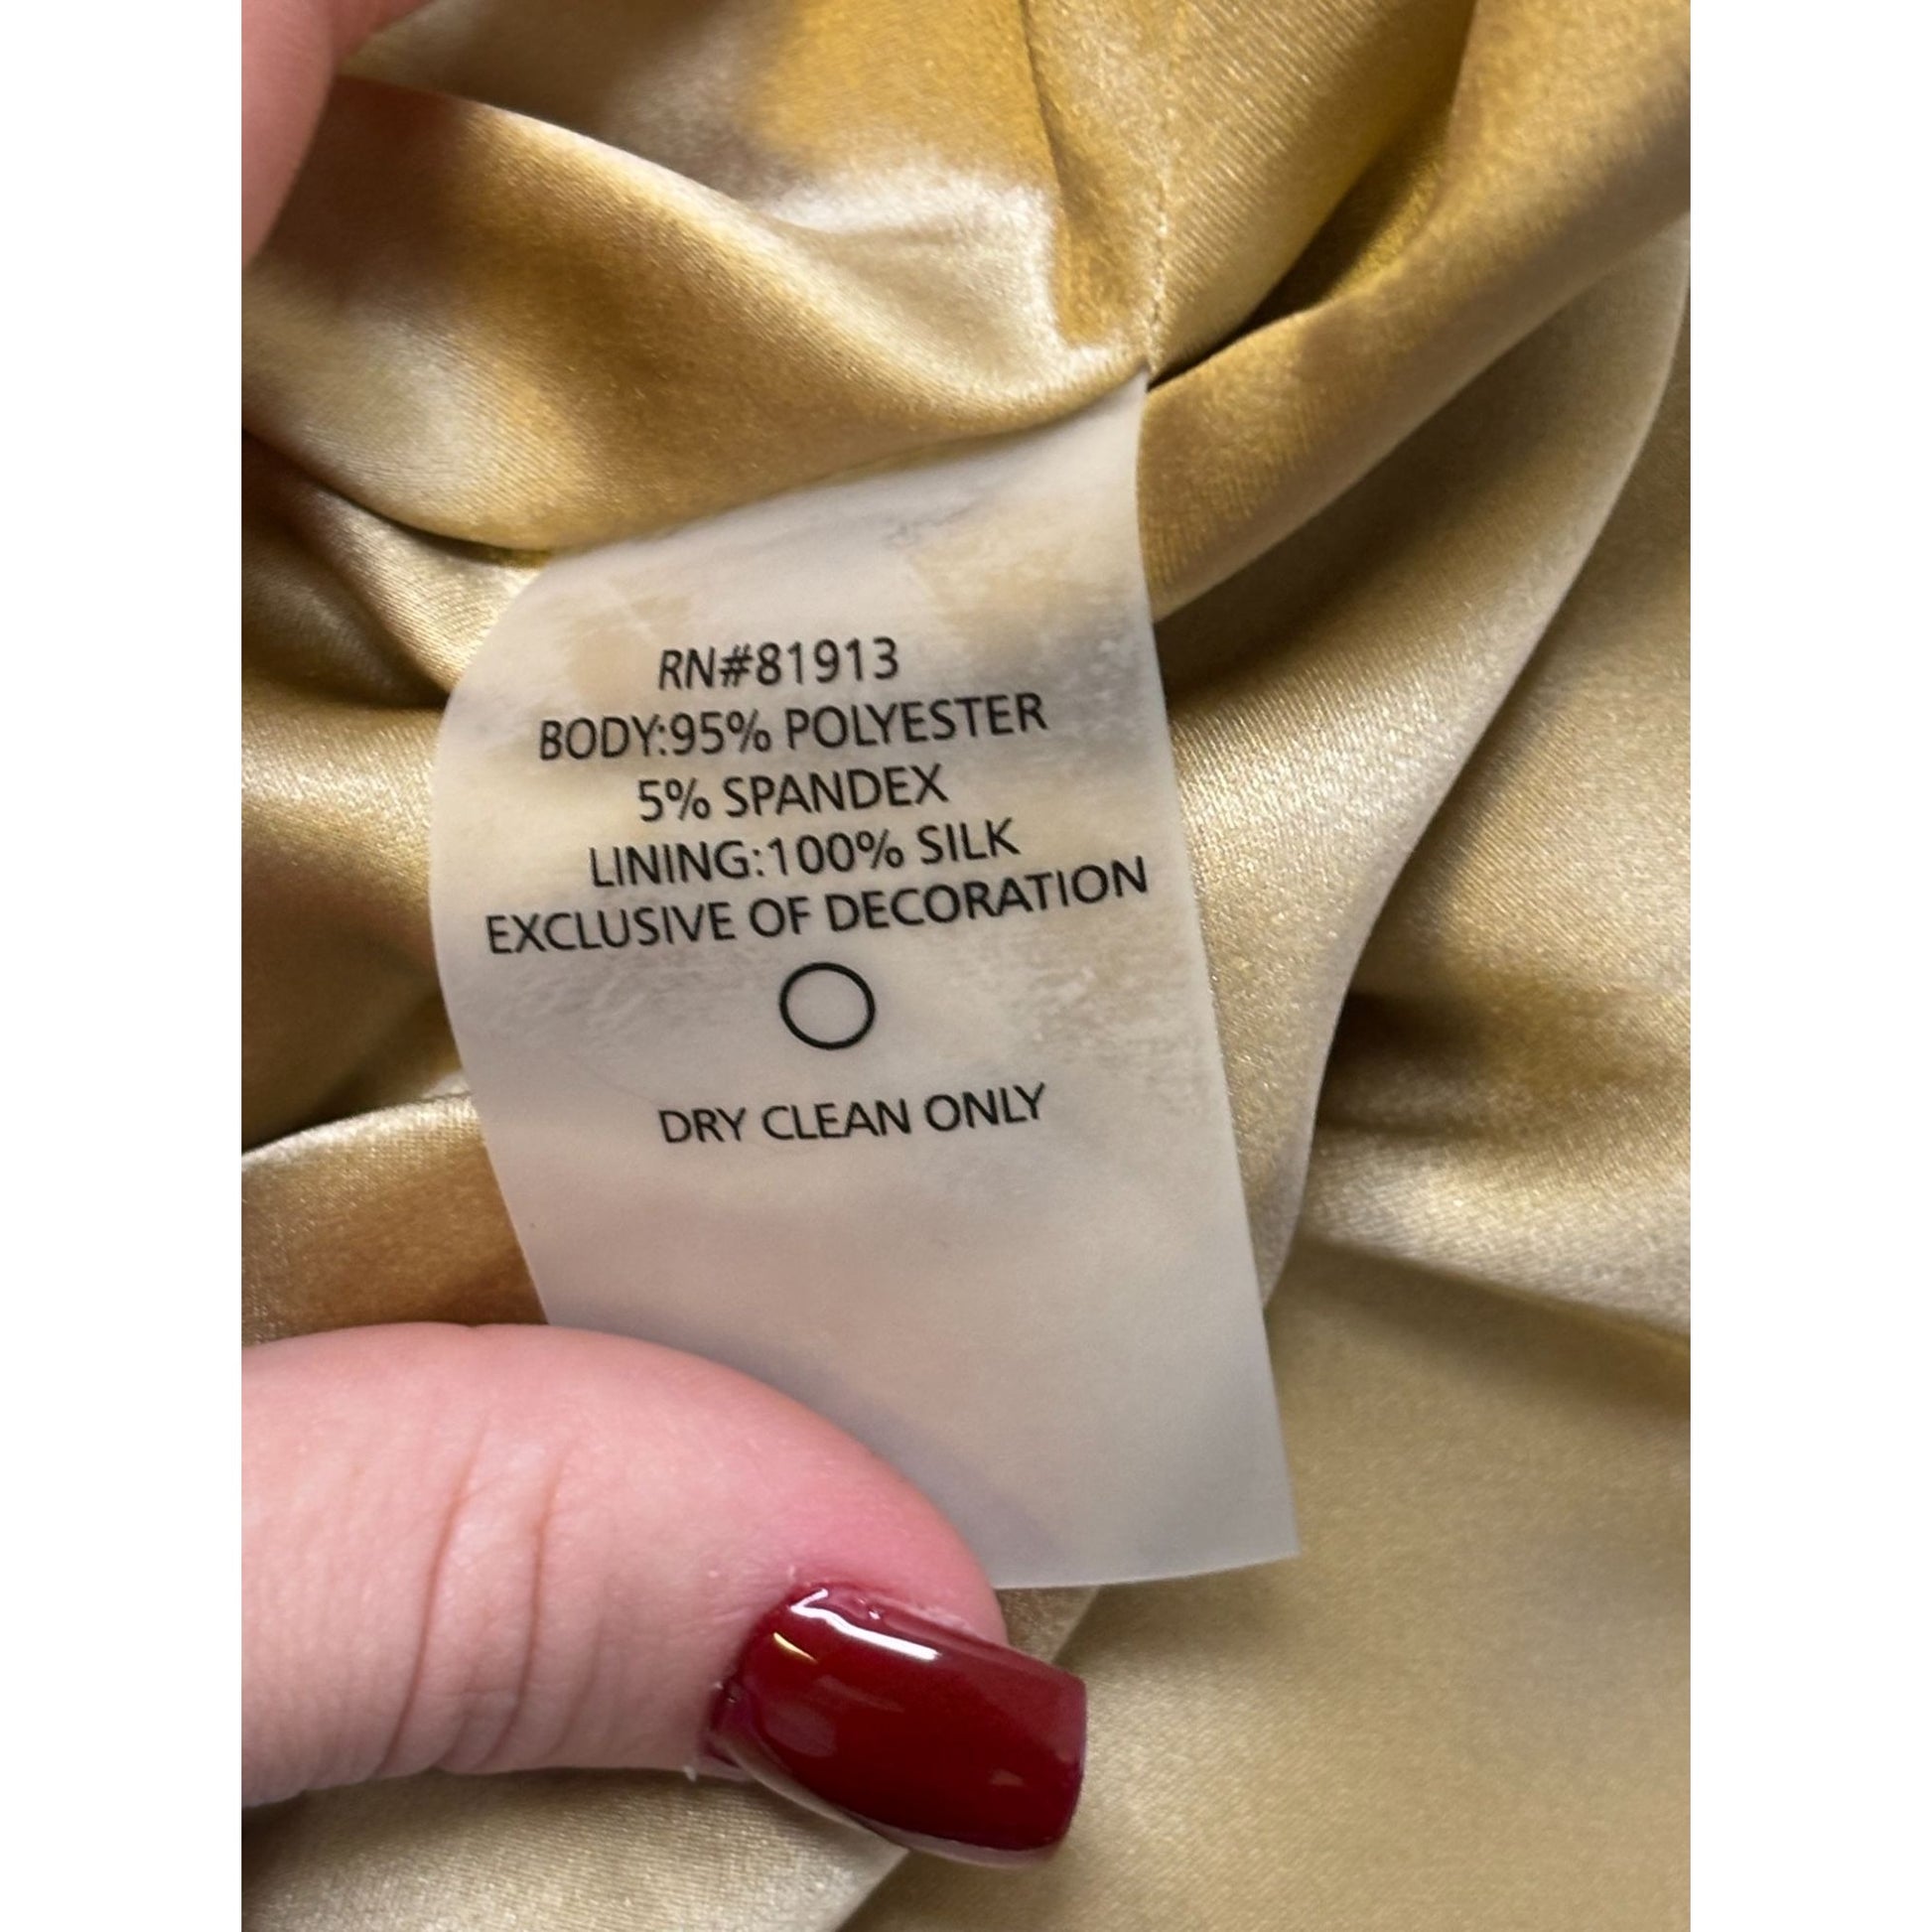 RN#81913
BODY:95% POLYESTER
5% SPANDEX
LINING:100% SILK
EXCLUSIVE OF DECORATION
DRY CLEAN ONLY